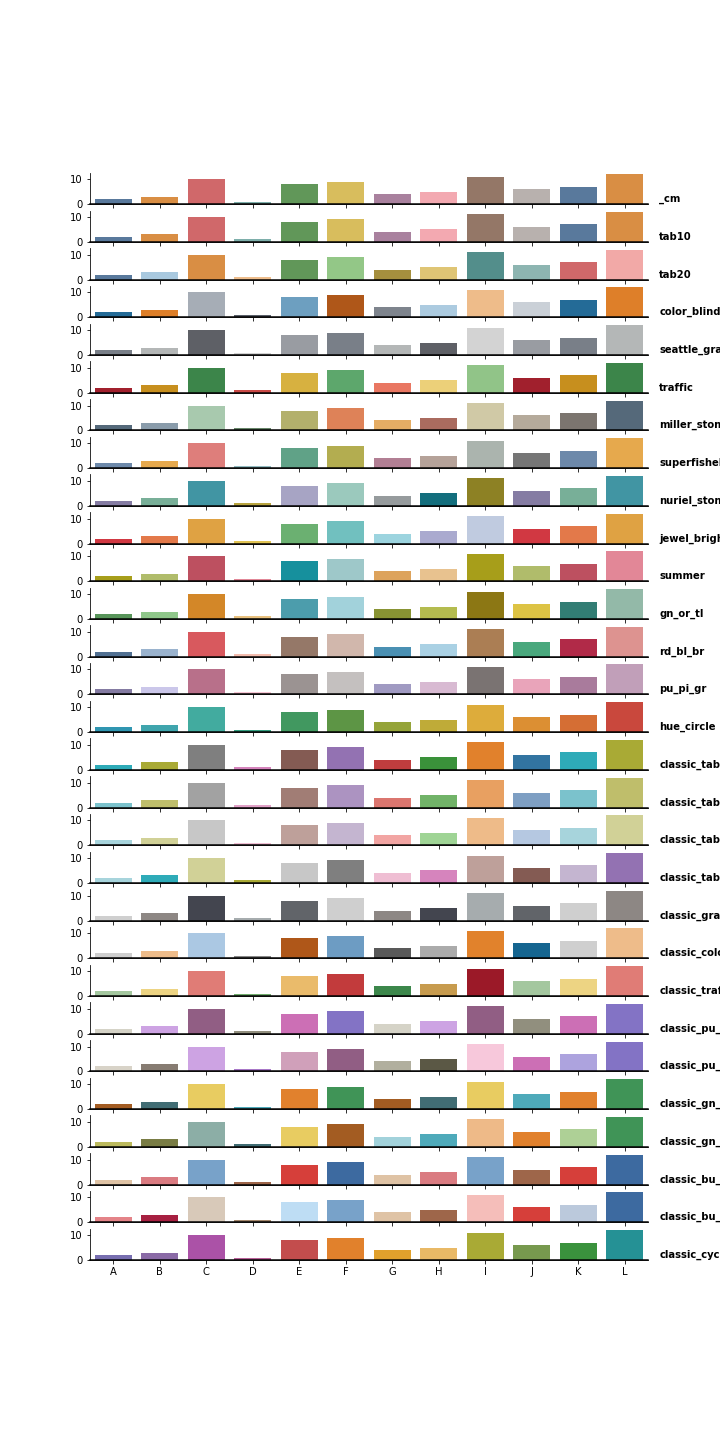 10
0
_cm
10
0
tab10
10
0
tab20
10
0
color_blind
10
0
seattle_gra
10
0
traffic
10
0
miller_ston
10
0
superfishel
10
0
nuriel_ston
10
0
jewel_brigh
10
0
summer
10
0
gn_or_tl
10
0
rd_bl_br
10
0
pu_pi_gr
10
0
hue_circle
10
0
classic_tab
10
0
classic_tab
10
0
classic_tab
10
0
classic_tab
10
0
classic_gra
10
0
classic_colo
10
0
classic_traf
10
0
classic_pu_
10
0
classic_pu_
10
0
classic_gn_
10
0
classic_gn_
10
0
classic_bu_
10
0
classic_bu_
10
0
classic_cyc
A B C D E F G H I J K L